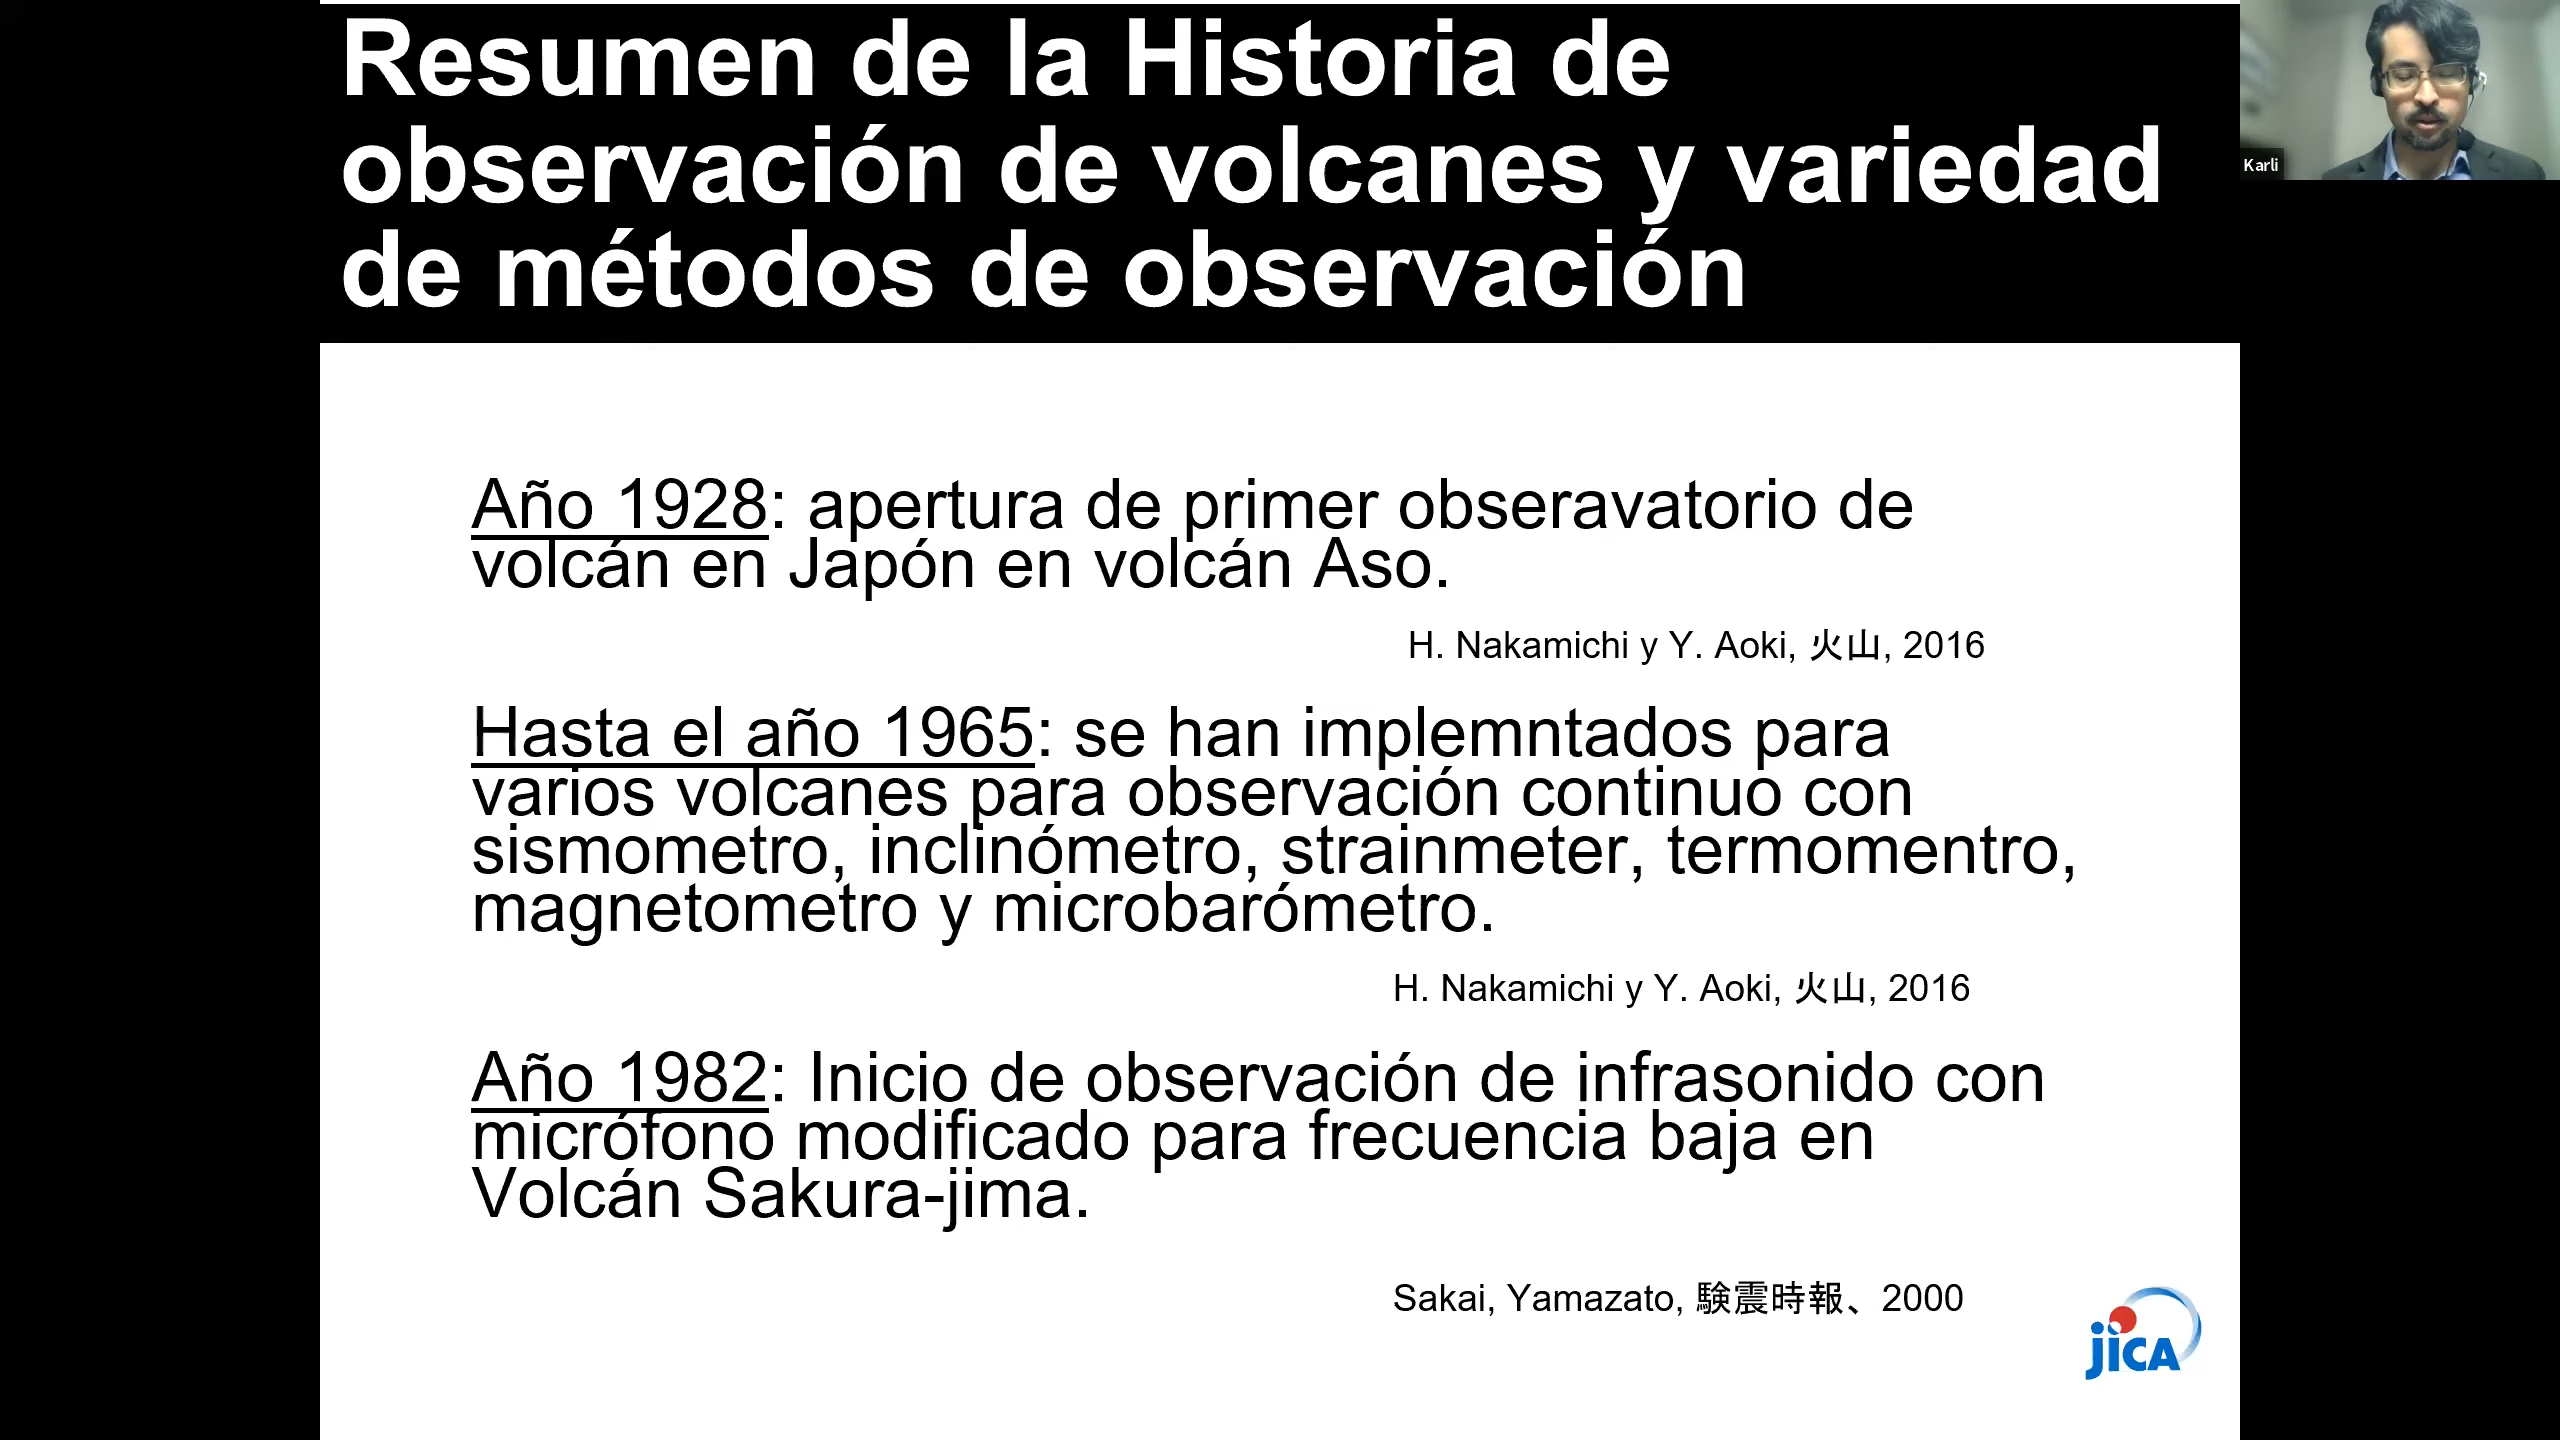 Resumen de la Historia de
observación de volcanes y variedad
de métodos de observación
Karli
Año 1928: apertura de primer obseravatorio de
volcán en Japón en volcán Aso.
H. Nakamichi y Y. Aoki, 火山, 2016
Hasta el año 1965: se han implemntados para
varios volcanes para observación continuo con
sismometro, inclinómetro, strainmeter, termomentro,
magnetometro y microbarómetro.
H. Nakamichi y Y. Aoki, 火山, 2016
Año 1982: Inicio de observación de infrasonido con
micrófono modificado para frecuencia baja en
Volcán Sakura-jima.
Sakai, Yamazato, 験震時報、2000
jica